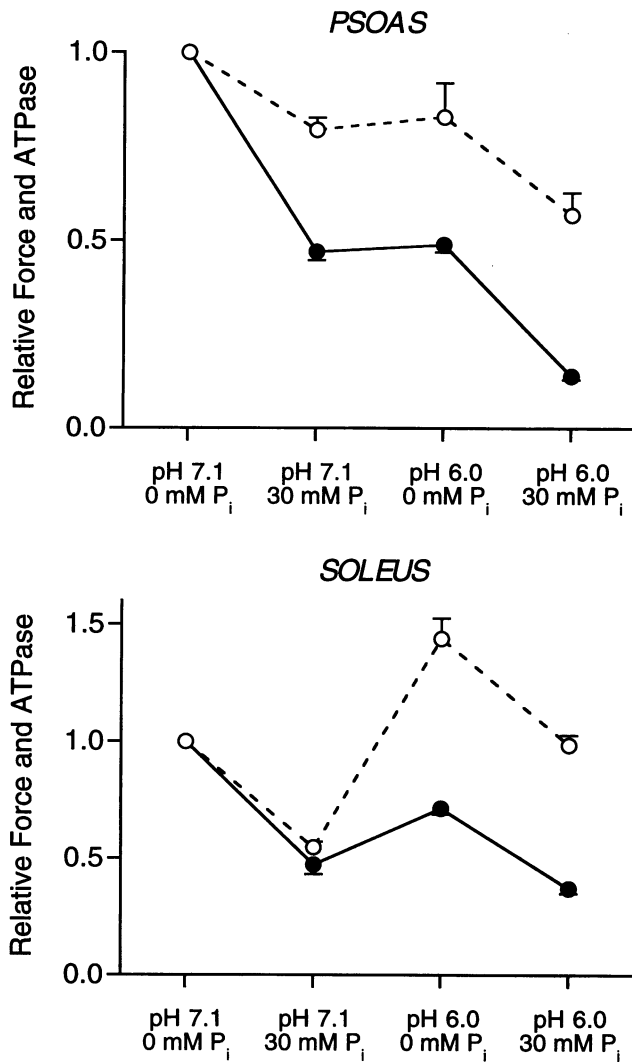 PSOAS
Relative Force and ATPase
1.0
0.5
0.0
pH 7.1 pH 7.1 pH 6.0 pH 6.0
0 mM Pi 30 mM Pi 0 mM Pi 30 mM Pi
SOLEUS
Relative Force and ATPase
1.5
1.0
0.5
0.0
pH 7.1 pH 7.1 pH 6.0 pH 6.0
0 mM Pi 30 mM Pi 0 mM Pi 30 mM Pi